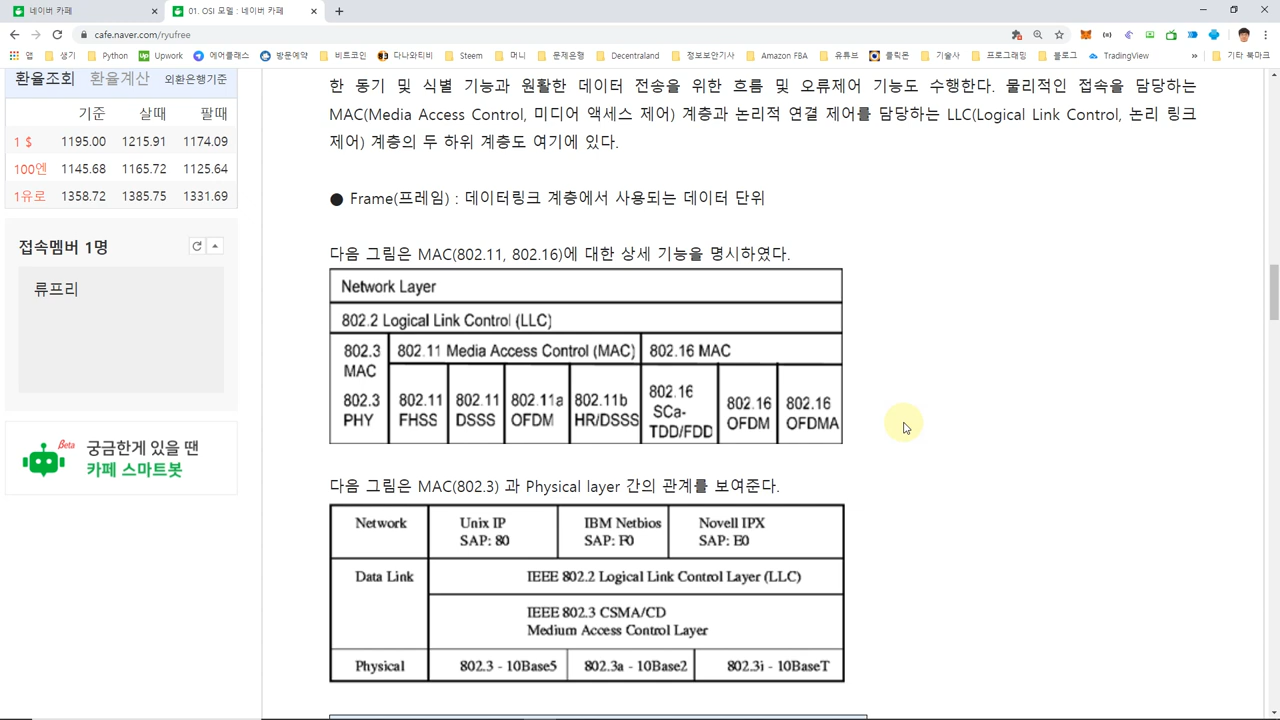 네이버 카페
01. OSI 모델 : 네이버 카페
cafe.naver.com/ryufree
앱
생기
Python
Upwork
에어클래스
방문예약
비트코인
다나와티비
Steem
머니
문제은행
Decentraland
정보보안기사
Amazon FBA
유튜브
클릭몬
기술사
프로그래밍
블로그
TradingView
»
기타 북마크
환율조회 환율계산 외환은행기준
기준 살때 팔때
1 $ 1195.00 1215.91 1174.09
100엔 1145.68 1165.72 1125.64
1유로 1358.72 1385.75 1331.69
접속멤버 1명
류프리
Beta
궁금한게 있을 땐
카페 스마트봇
한 동기 및 식별 기능과 원활한 데이터 전송을 위한 흐름 및 오류제어 기능도 수행한다. 물리적인 접속을 담당하는
MAC(Media Access Control, 미디어 액세스 제어) 계층과 논리적 연결 제어를 담당하는 LLC(Logical Link Control, 논리 링크
제어) 계층의 두 하위 계층도 여기에 있다.
● Frame(프레임) : 데이터링크 계층에서 사용되는 데이터 단위
다음 그림은 MAC(802.11, 802.16)에 대한 상세 기능을 명시하였다.
Network Layer
802.2 Logical Link Control (LLC)
802.3
MAC
802.3
PHY
802.11 Media Access Control (MAC)
802.16 MAC
802.11
FHSS
802.11
DSSS
802.11a
OFDM
802.11b
HR/DSSS
802.16
SCa-
TDD/FDD
802.16
OFDM
802.16
OFDMA
다음 그림은 MAC(802.3) 과 Physical layer 간의 관계를 보여준다.
Network
Unix IP
SAP: 80
IBM Netbios
SAP: F0
Novell IPX
SAP: E0
Data Link
IEEE 802.2 Logical Link Control Layer (LLC)
IEEE 802.3 CSMA/CD
Medium Access Control Layer
Physical
802.3 - 10Base5
802.3a - 10Base2
802.3i - 10BaseT